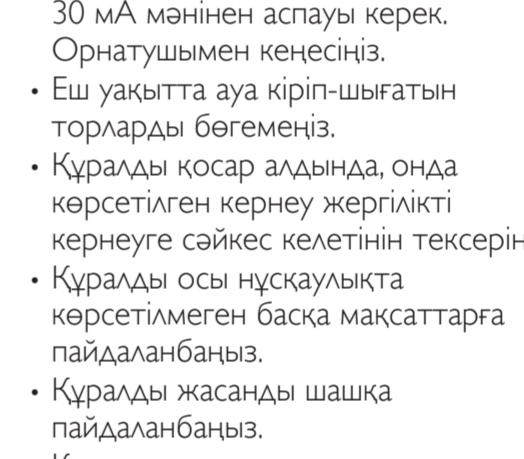 30 мА мәнінен аспауы керек.
Орнатушымен кеңесіңіз.
• Еш уақытта ауа кіріп-шығатын
торларды бөгемеңіз.
• Құралды қосар алдында, онда
көрсетілген кернеу жергілікті
кернеуге сәйкес келетінін
• Құралды осы нұсқаулықта
көрсетілмеген басқа мақсаттарға
пайдаланбаңыз.
• Құралды жасанды шашқа
пайдаланбаңыз.